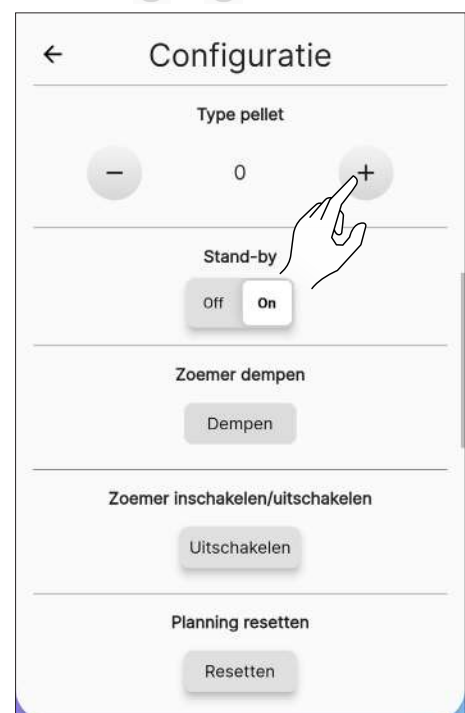 ← Configuratie
Type pellet
− 0 +
Stand-by
Off On
Zoemer dempen
Dempen
Zoemer inschakelen/uitschakelen
Uitschakelen
Planning resetten
Resetten